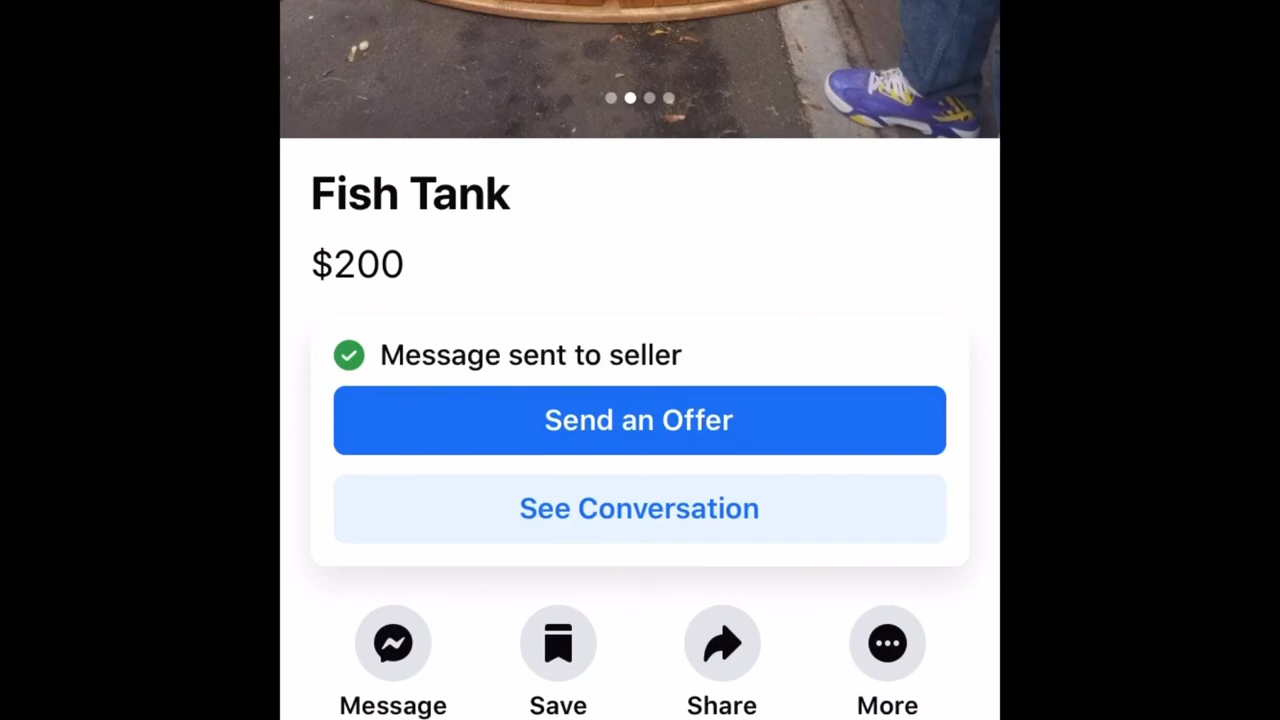 Fish Tank
$200
Message sent to seller
Send an Offer
See Conversation
Message
Save
Share
More